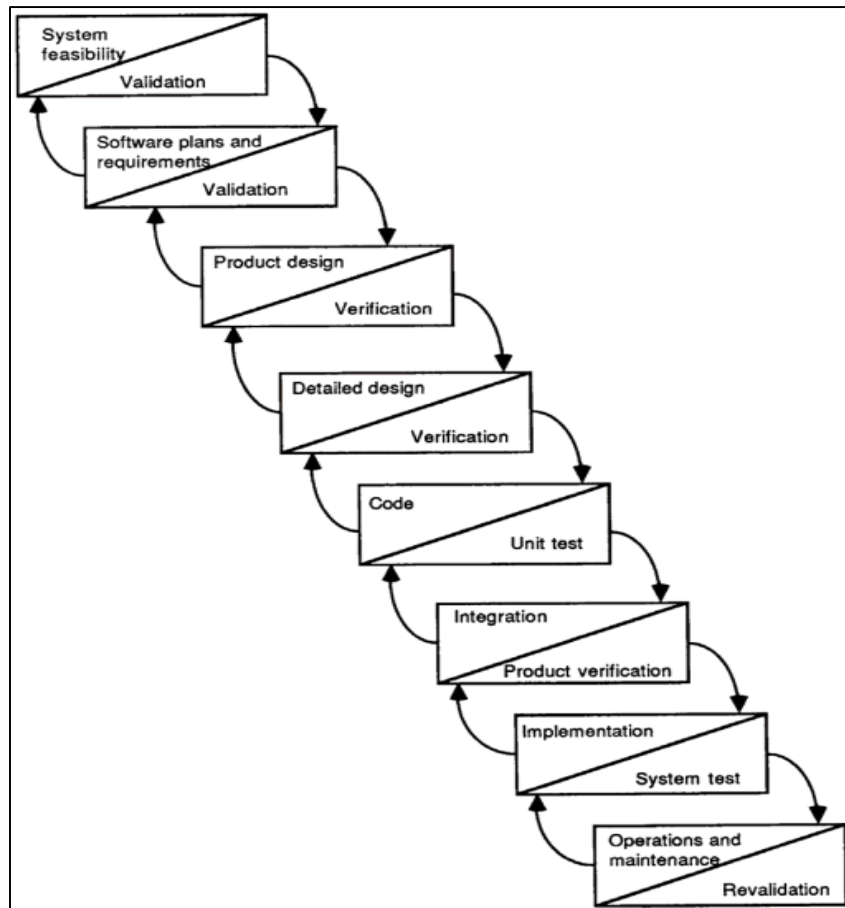 System
feasibility
Validation
Software plans and
requirements
Validation
Product design
Verification
Detailed design
Verification
Code
Unit test
Integration
Product verification
Implementation
System test
Operations and
maintenance
Revalidation